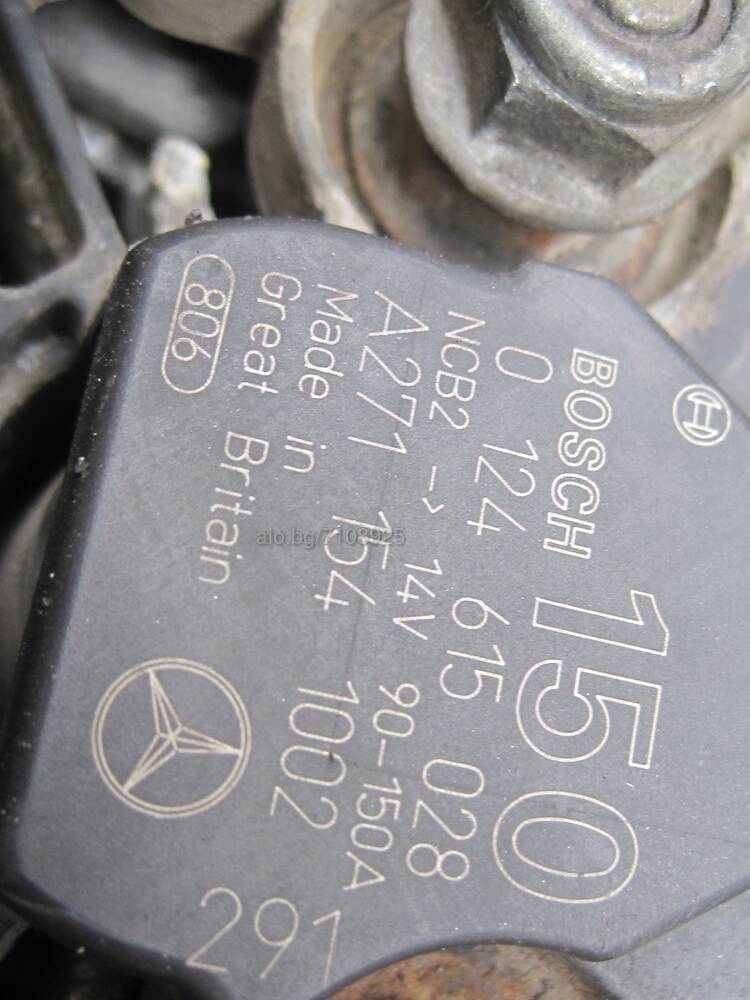 BOSCH 150
0 124 615 028
NCB2 -> 14V 90-150A
A271 154 1002
Made in
Great Britain
806
291
alo.bg/7108925